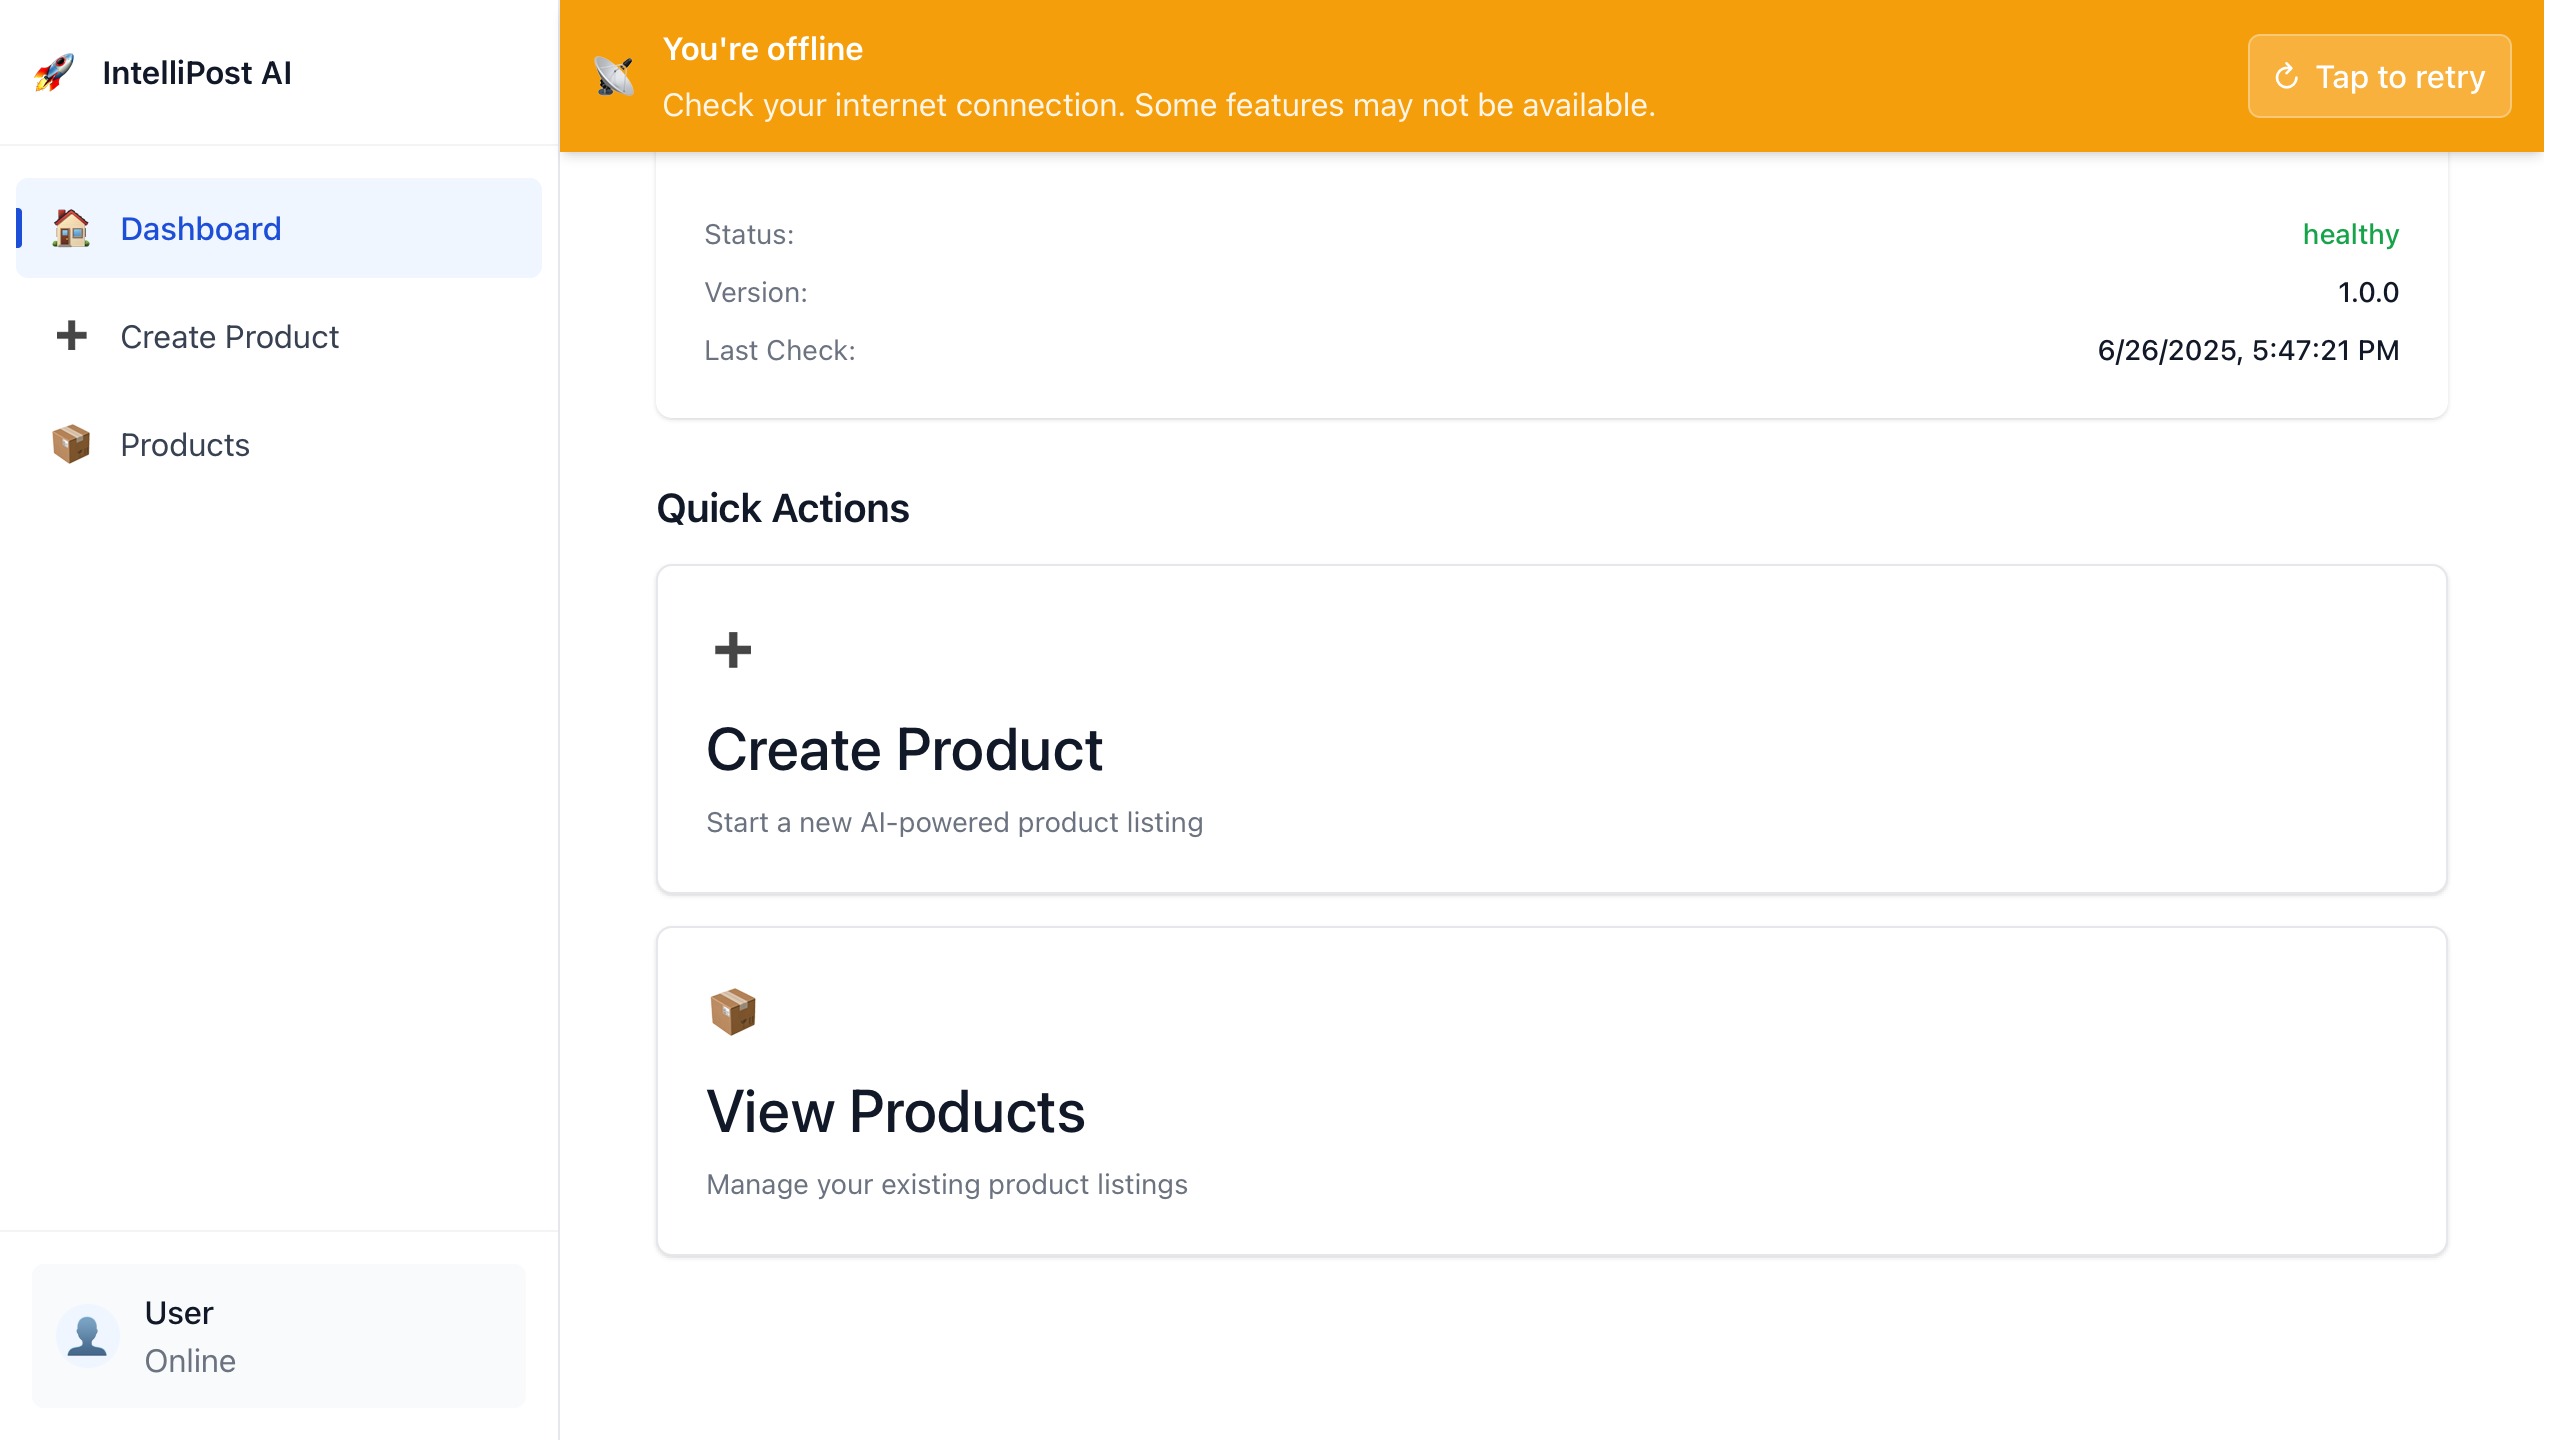 IntelliPost AI
Dashboard
Create Product
Products
User
Online
You're offline
Check your internet connection. Some features may not be available.
Tap to retry
Status: healthy
Version: 1.0.0
Last Check: 6/26/2025, 5:47:21 PM
Quick Actions
Create Product
Start a new AI-powered product listing
View Products
Manage your existing product listings